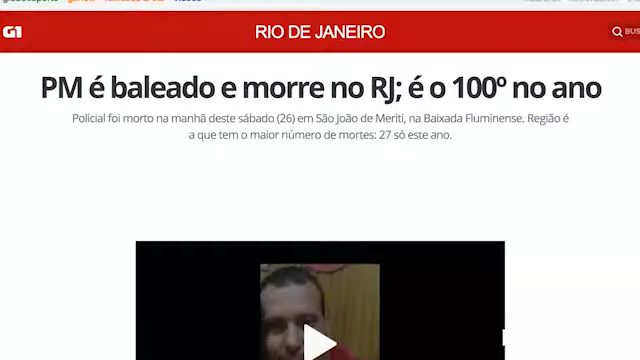 G1
RIO DE JANEIRO
PM é baleado e morre no RJ; é o 100º no ano
Policial foi morto na manhã deste sábado (26) em São João de Meriti, na Baixada Fluminense. Região é
a que tem o maior número de mortes: 27 só este ano.